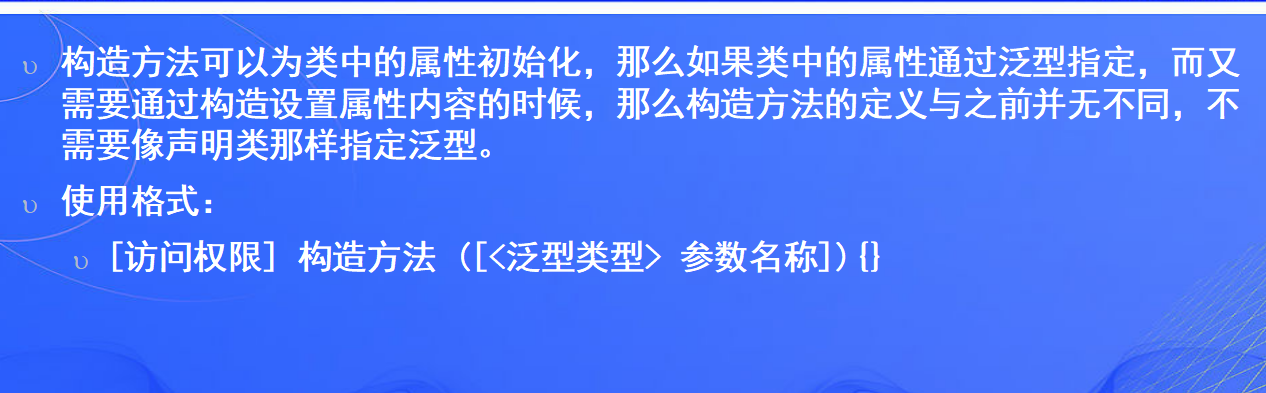 构造方法可以为类中的属性初始化，那么如果类中的属性通过泛型指定，而又
需要通过构造设置属性内容的时候，那么构造方法的定义与之前并无不同，不
需要像声明类那样指定泛型。
使用格式：
[访问权限] 构造方法 ([<泛型类型> 参数名称]){}